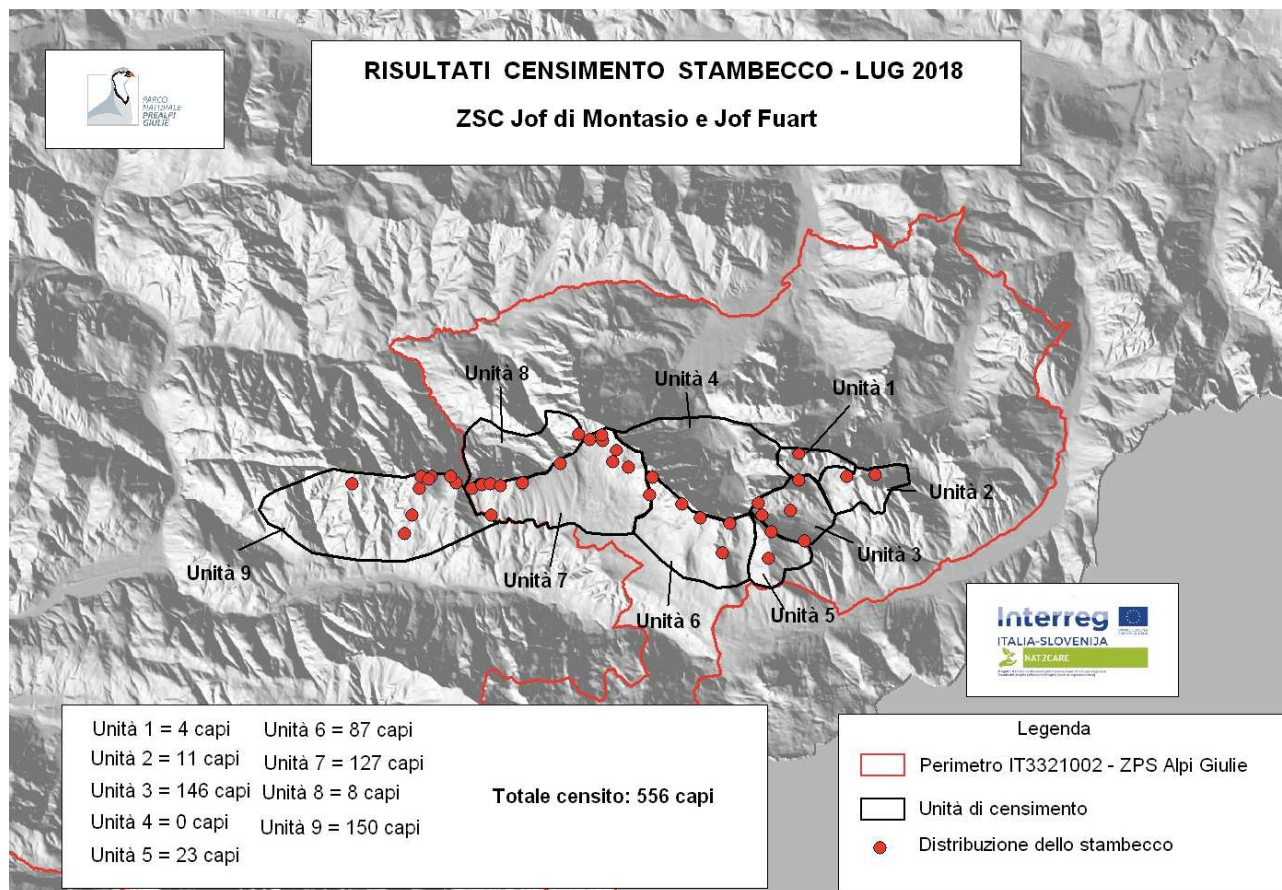 RISULTATI CENSIMENTO STAMBECCO - LUG 2018
ZSC Jof di Montasio e Jof Fuart
PARCO
NATURALE
PREALPI
GIULIE
Unità 8
Unità 4
Unità 1
Unità 2
Unità 3
Unità 9
Unità 7
Unità 6
Unità 5
Interreg
ITALIA-SLOVENIJA
NAT2CARE
Unità 1 = 4 capi
Unità 2 = 11 capi
Unità 3 = 146 capi
Unità 4 = 0 capi
Unità 5 = 23 capi
Unità 6 = 87 capi
Unità 7 = 127 capi
Unità 8 = 8 capi
Unità 9 = 150 capi
Totale censito: 556 capi
Legenda
Perimetro IT3321002 - ZPS Alpi Giulie
Unità di censimento
Distribuzione dello stambecco